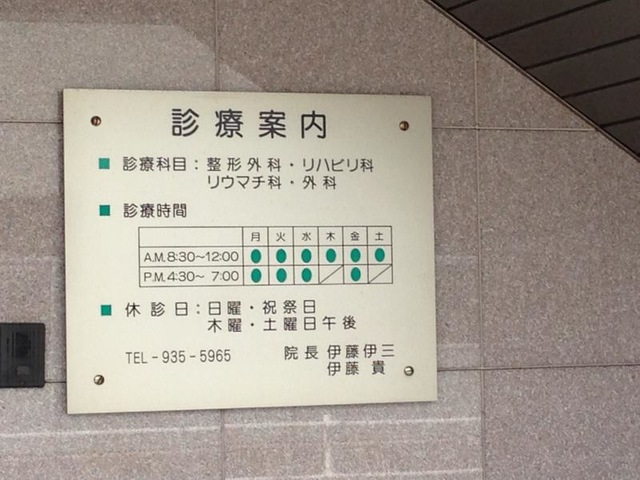 診療案内
■ 診療科目：整形外科・リハビリ科
リウマチ科・外科
■ 診療時間
月 火 水 木 金 土
A.M.8:30～12:00 ● ● ● ● ● ●
P.M.4:30～ 7:00 ● ● ● ／ ● ／
■ 休診日：日曜・祝祭日
木曜・土曜日午後
TEL－935－5965 院長 伊藤伊三
伊藤 貴